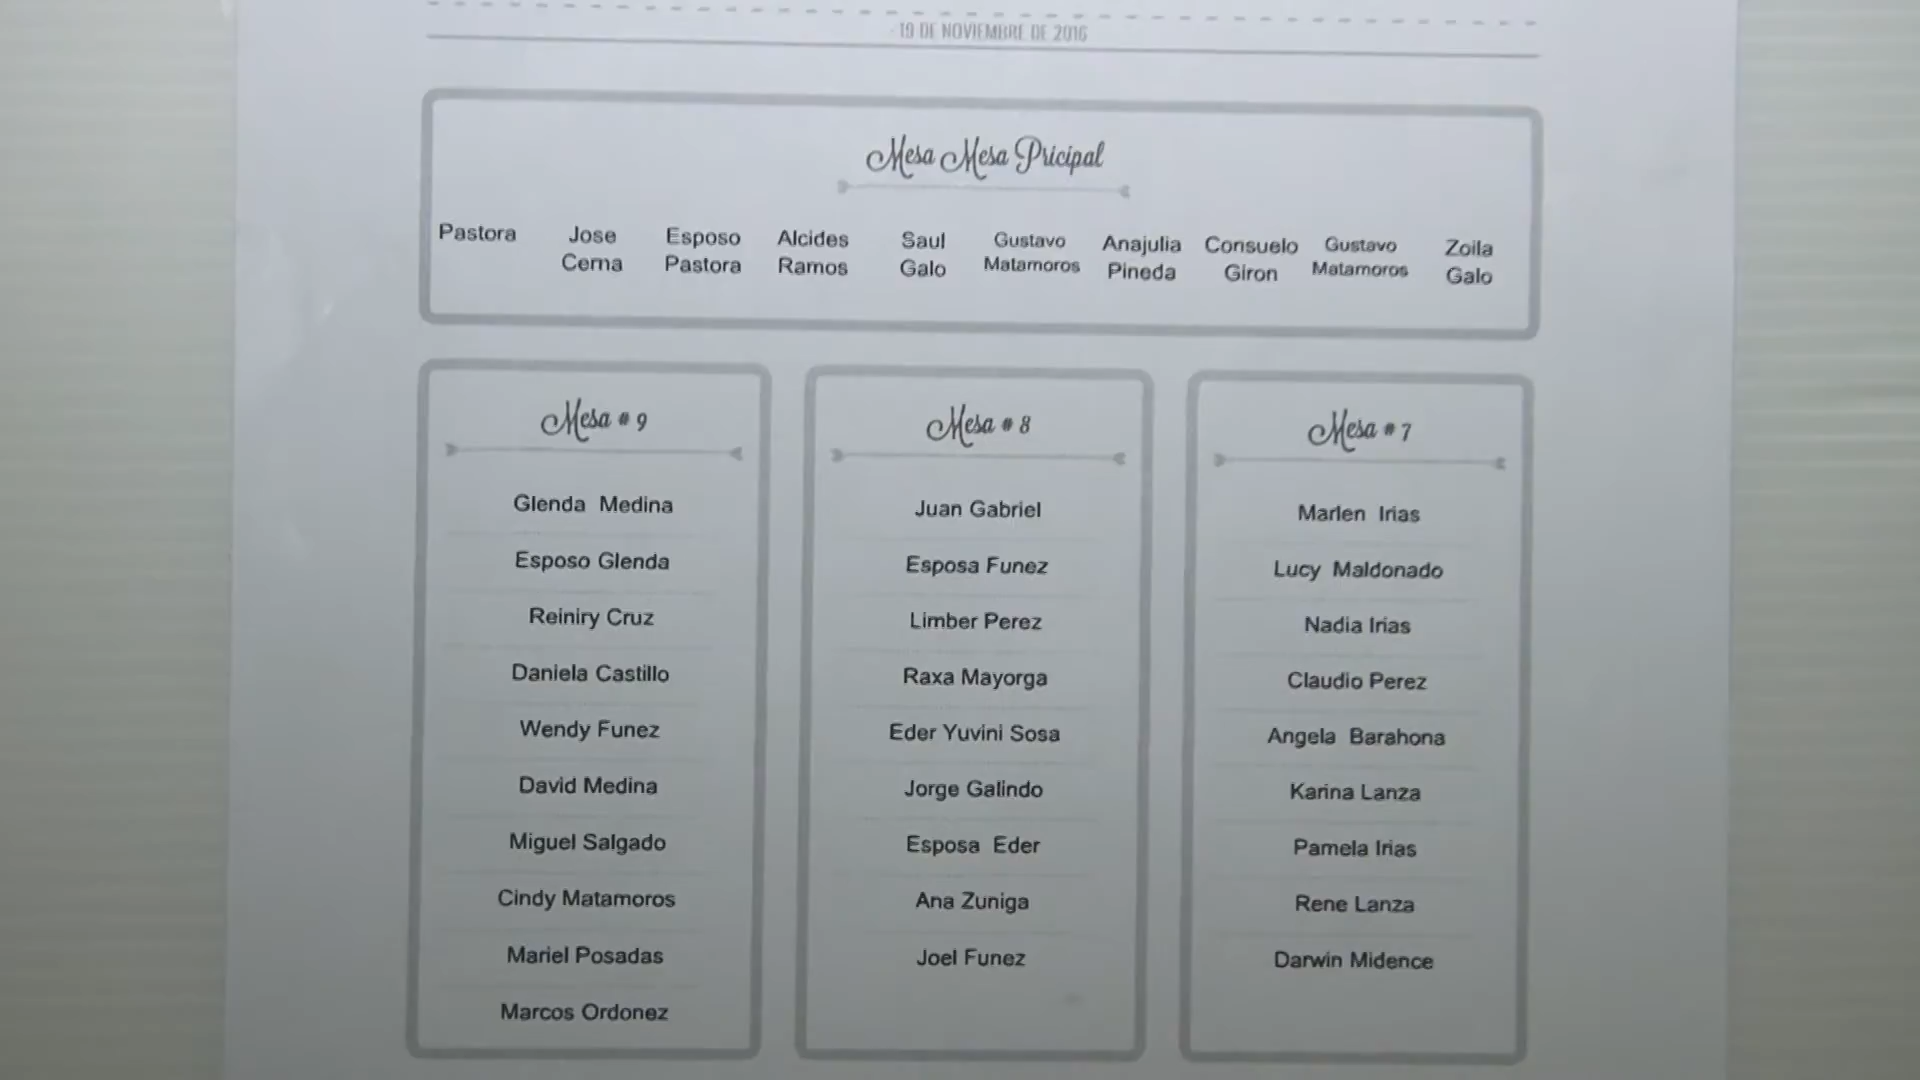 19 DE NOVIEMBRE DE 2016
Mesa Mesa Pricipal
Pastora
Jose
Cerna
Esposo
Pastora
Alcides
Ramos
Saul
Galo
Gustavo
Matamoros
Anajulia
Pineda
Consuelo
Giron
Gustavo
Matamoros
Zoila
Galo
Mesa # 9
Glenda Medina
Esposo Glenda
Reiniry Cruz
Daniela Castillo
Wendy Funez
David Medina
Miguel Salgado
Cindy Matamoros
Mariel Posadas
Marcos Ordonez
Mesa # 8
Juan Gabriel
Esposa Funez
Limber Perez
Raxa Mayorga
Eder Yuvini Sosa
Jorge Galindo
Esposa Eder
Ana Zuniga
Joel Funez
Mesa # 7
Marlen Irias
Lucy Maldonado
Nadia Irias
Claudio Perez
Angela Barahona
Karina Lanza
Pamela Irias
Rene Lanza
Darwin Midence